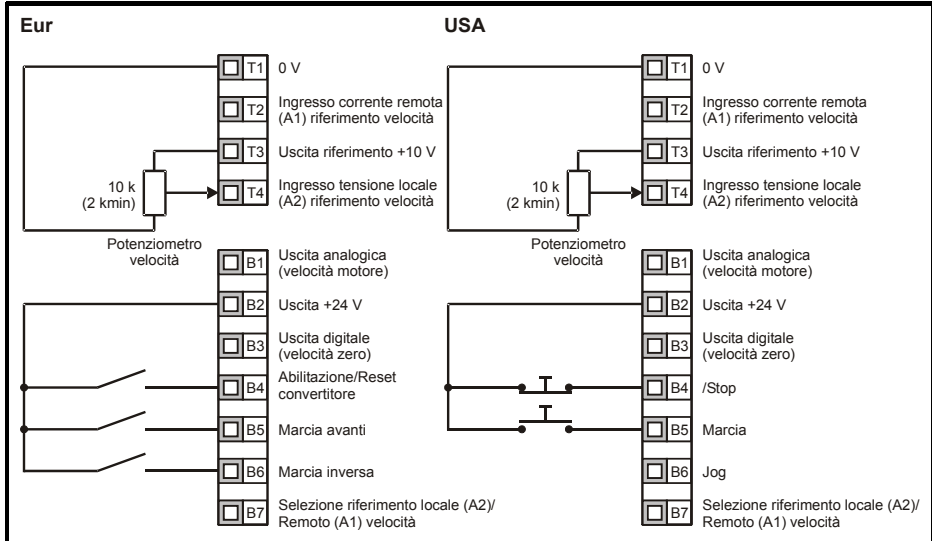 Eur
T1 0 V
T2 Ingresso corrente remota
(A1) riferimento velocità
T3 Uscita riferimento +10 V
T4 Ingresso tensione locale
(A2) riferimento velocità
10 k
(2 kmin)
Potenziometro
velocità
B1 Uscita analogica
(velocità motore)
B2 Uscita +24 V
B3 Uscita digitale
(velocità zero)
B4 Abilitazione/Reset
convertitore
B5 Marcia avanti
B6 Marcia inversa
B7 Selezione riferimento locale (A2)/
Remoto (A1) velocità
USA
T1 0 V
T2 Ingresso corrente remota
(A1) riferimento velocità
T3 Uscita riferimento +10 V
T4 Ingresso tensione locale
(A2) riferimento velocità
10 k
(2 kmin)
Potenziometro
velocità
B1 Uscita analogica
(velocità motore)
B2 Uscita +24 V
B3 Uscita digitale
(velocità zero)
B4 /Stop
B5 Marcia
B6 Jog
B7 Selezione riferimento locale (A2)/
Remoto (A1) velocità